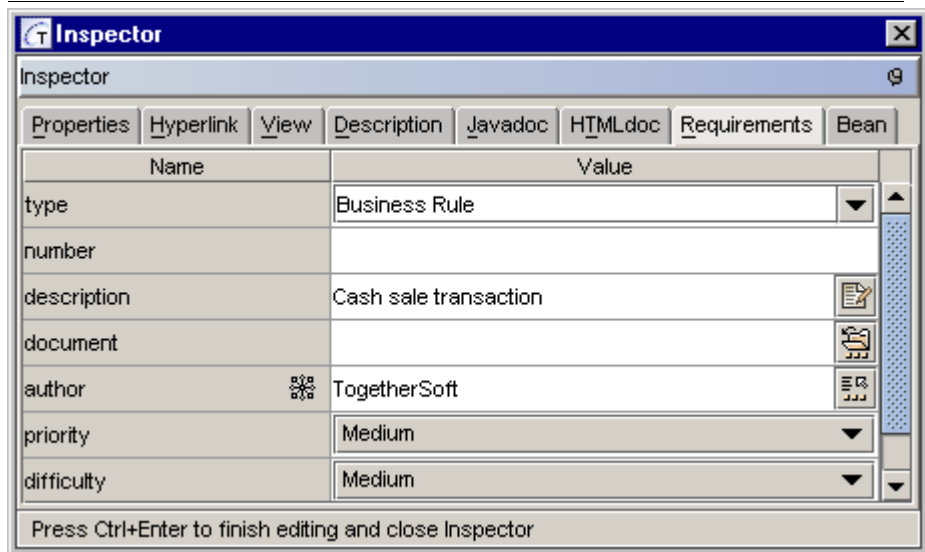 Inspector
Inspector
Properties Hyperlink View Description Javadoc HTMLdoc Requirements Bean
Name Value
type Business Rule
number
description Cash sale transaction
document
author TogetherSoft
priority Medium
difficulty Medium
Press Ctrl+Enter to finish editing and close Inspector